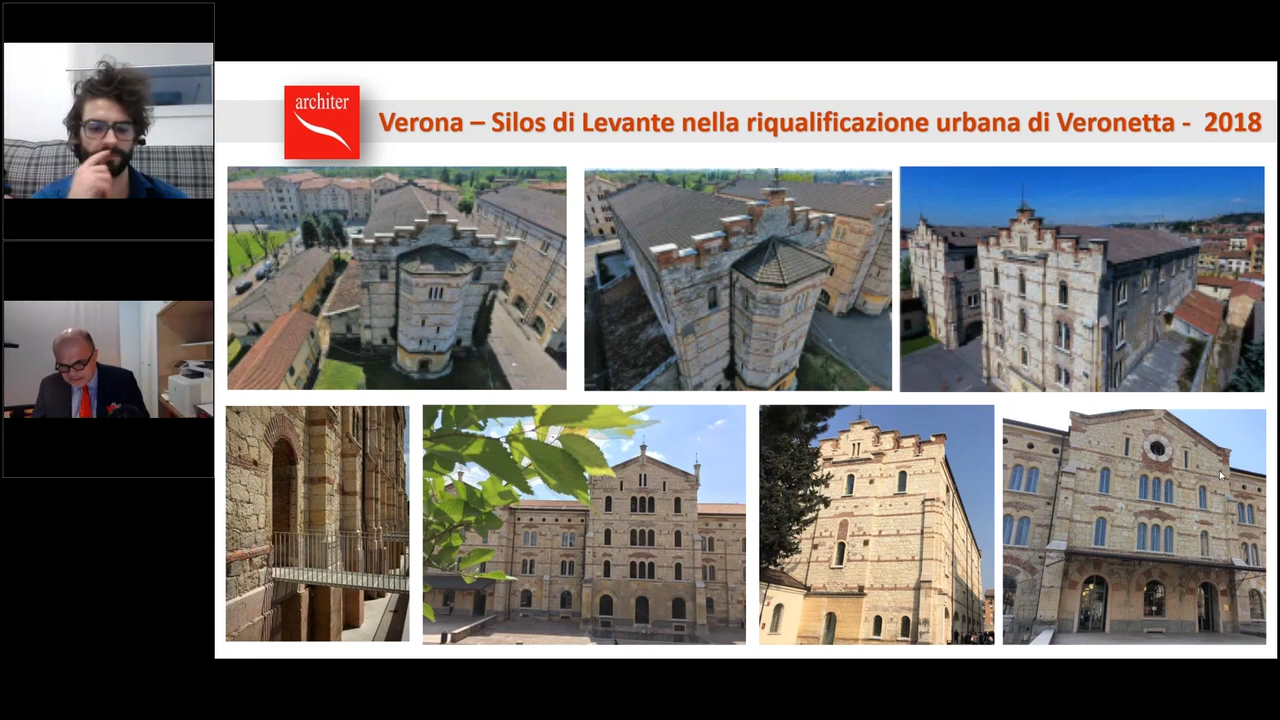 architer
Verona – Silos di Levante nella riqualificazione urbana di Veronetta - 2018